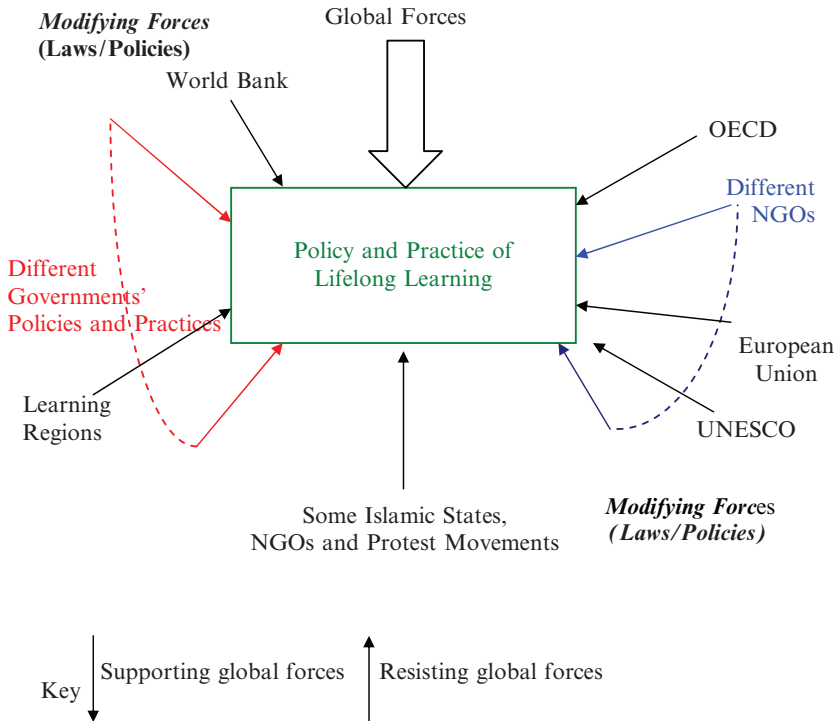 Modifying Forces
(Laws/Policies)
Global Forces
World Bank
OECD
Different
NGOs
Policy and Practice of
Lifelong Learning
Different
Governments’
Policies and Practices
European
Union
Learning
Regions
UNESCO
Some Islamic States,
NGOs and Protest Movements
Modifying Forces
(Laws/Policies)
Key
Supporting global forces
Resisting global forces